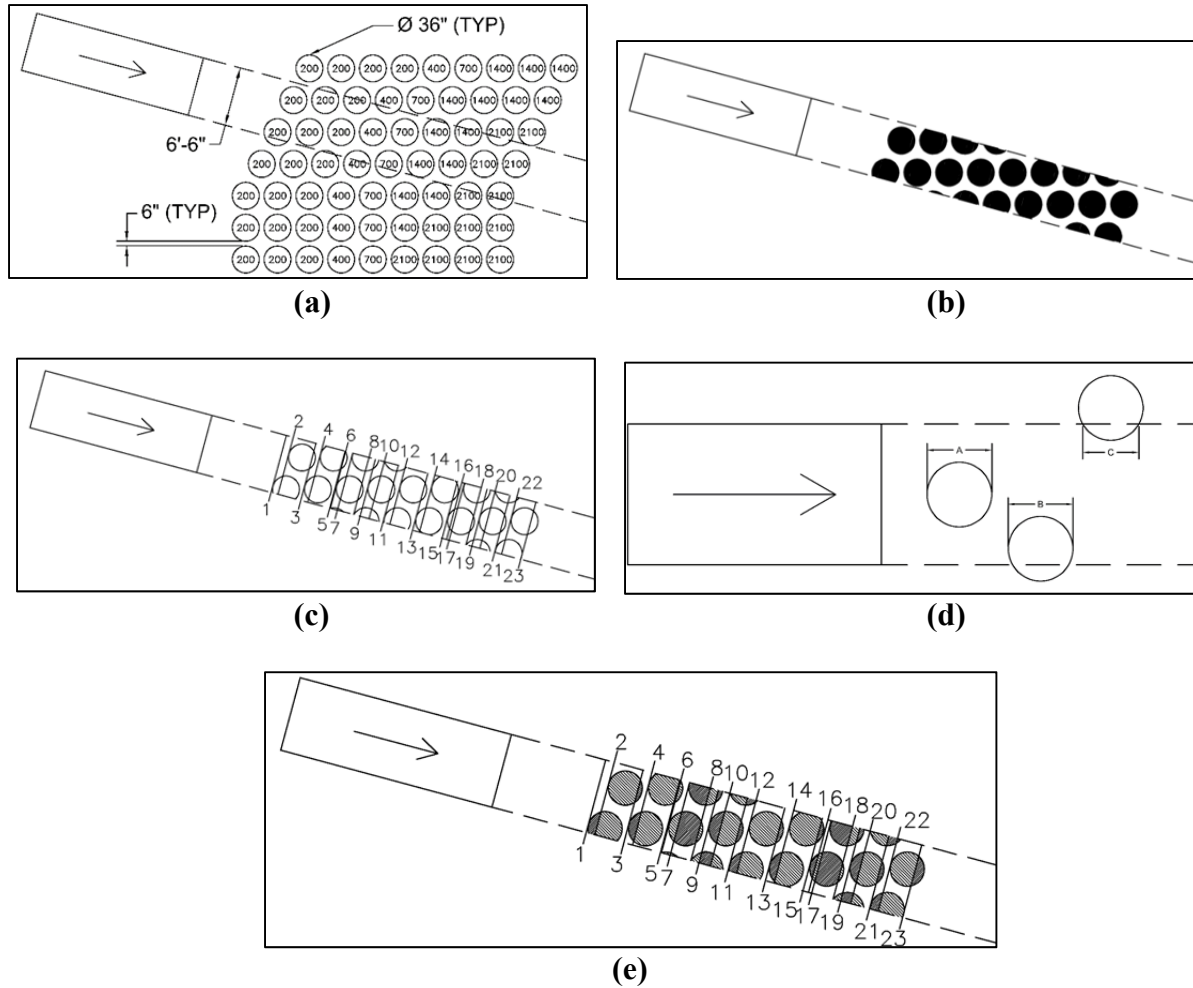 Ø 36" (TYP)
200 200 200 200 400 700 1400 1400 1400
200 200 200 400 700 1400 1400 1400 1400
200 200 200 400 700 1400 1400 2100 2100
6'-6"
200 200 200 400 700 1400 1400 2100 2100
200 200 200 400 700 1400 1400 2100 2100
6" (TYP)
200 200 200 400 700 1400 2100 2100 2100
200 200 200 400 700 2100 2100 2100 2100
(a)
(b)
2 4 6 8 10 12 14 16 18 20 22
1 3 5 7 9 11 13 15 17 19 21 23
(c)
A
B
C
(d)
2 4 6 8 10 12 14 16 18 20 22
1 3 5 7 9 11 13 15 17 19 21 23
(e)